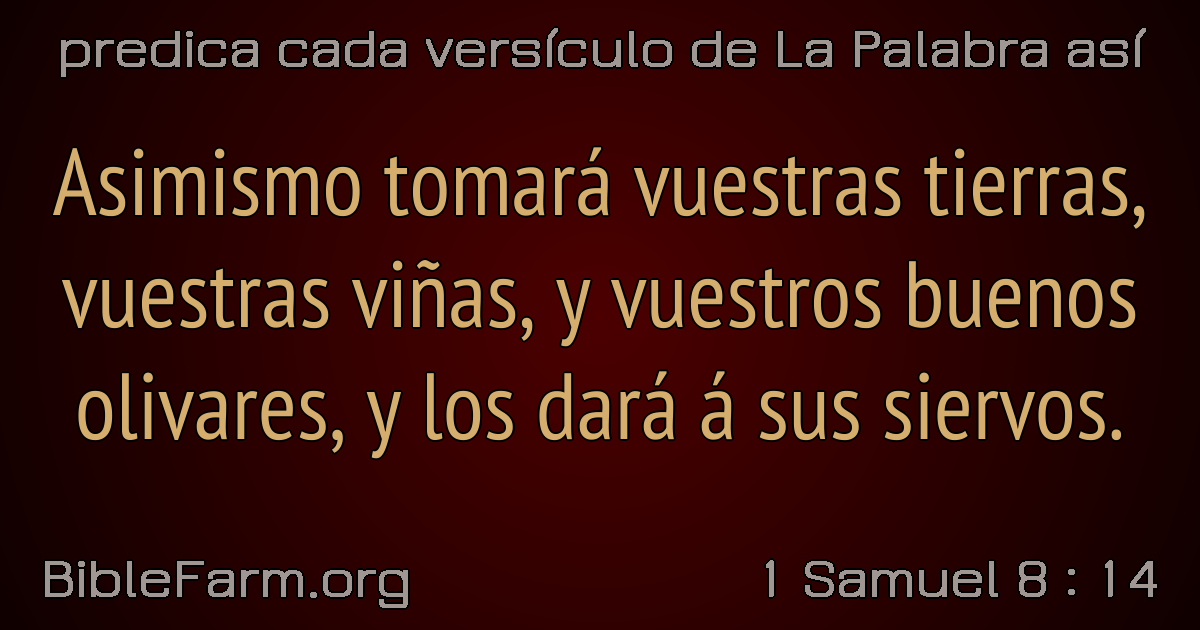 predica cada versículo de La Palabra así
Asimismo tomará vuestras tierras,
vuestras viñas, y vuestros buenos
olivares, y los dará á sus siervos.
BibleFarm.org
1 Samuel 8 : 14